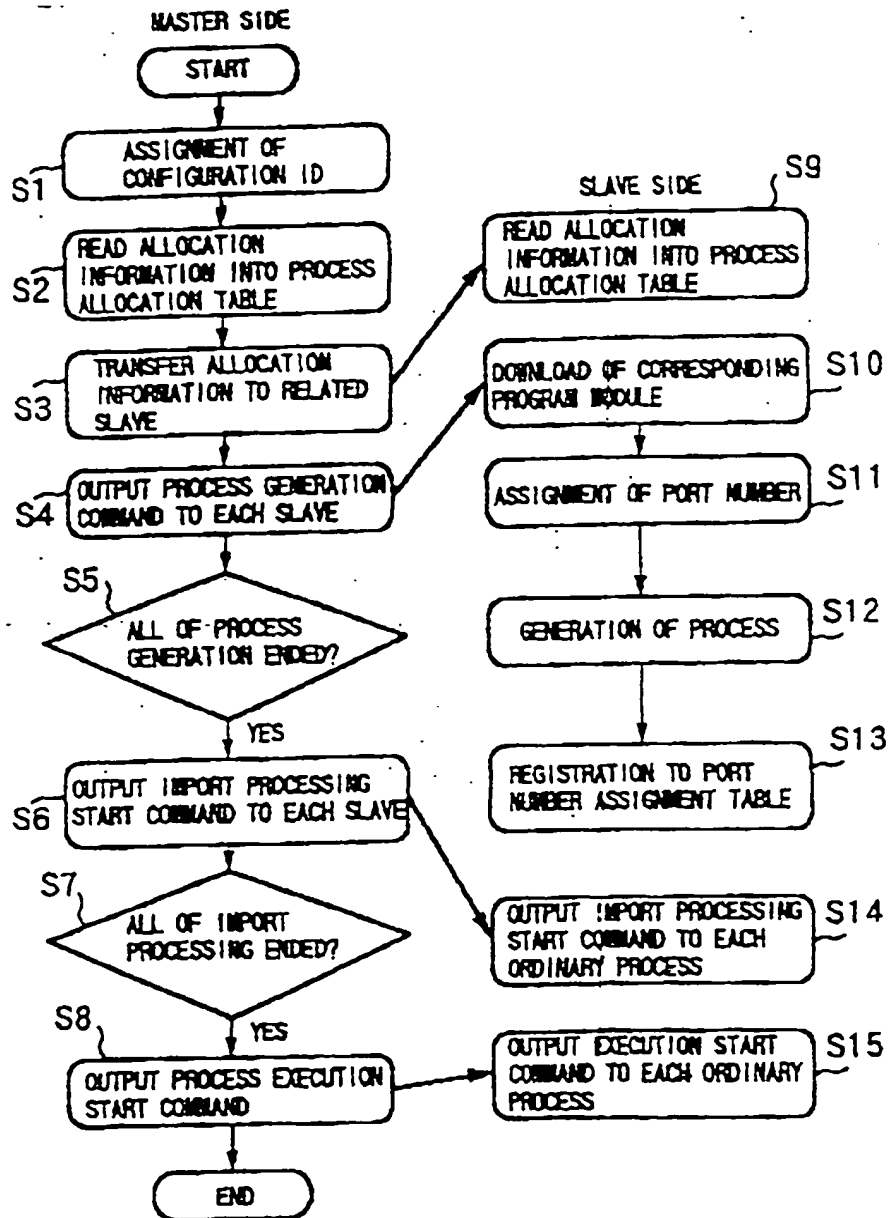 MASTER SIDE
START
S1
ASSIGNMENT OF
CONFIGURATION ID
S2
READ ALLOCATION
INFORMATION INTO PROCESS
ALLOCATION TABLE
S3
TRANSFER ALLOCATION
INFORMATION TO RELATED
SLAVE
S4
OUTPUT PROCESS GENERATION
COMMAND TO EACH SLAVE
S5
ALL OF PROCESS
GENERATION ENDED?
YES
S6
OUTPUT IMPORT PROCESSING
START COMMAND TO EACH SLAVE
S7
ALL OF IMPORT
PROCESSING ENDED?
YES
S8
OUTPUT PROCESS EXECUTION
START COMMAND
END
SLAVE SIDE
S9
READ ALLOCATION
INFORMATION INTO PROCESS
ALLOCATION TABLE
S10
DOWNLOAD OF CORRESPONDING
PROGRAM MODULE
S11
ASSIGNMENT OF PORT NUMBER
S12
GENERATION OF PROCESS
S13
REGISTRATION TO PORT
NUMBER ASSIGNMENT TABLE
S14
OUTPUT IMPORT PROCESSING
START COMMAND TO EACH
ORDINARY PROCESS
S15
OUTPUT EXECUTION START
COMMAND TO EACH ORDINARY
PROCESS